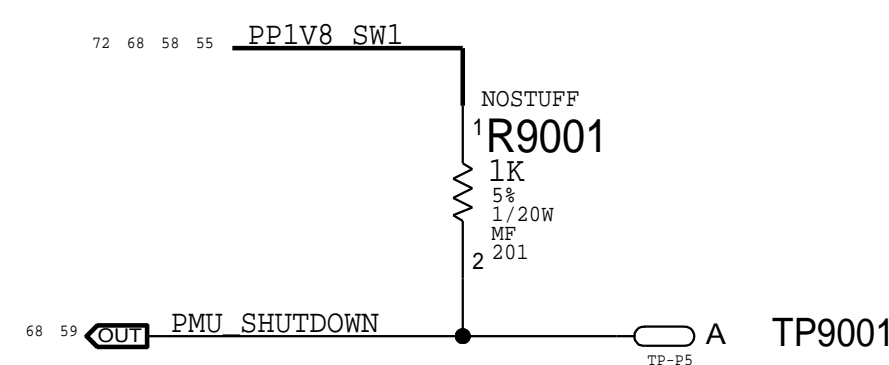 72 68 58 55 PP1V8_SW1
NOSTUFF
1 R9001
1K
5%
1/20W
MF
201
2
68 59 OUT PMU_SHUTDOWN A TP9001
TP-P5